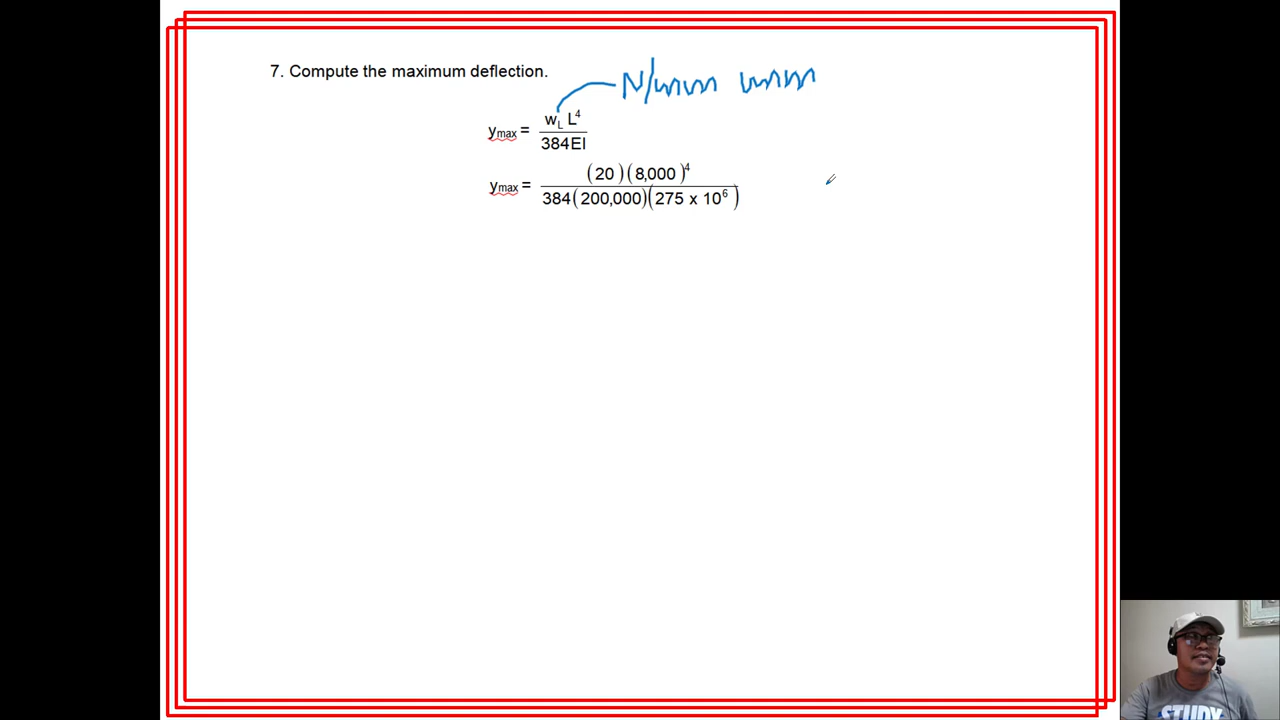 7. Compute the maximum deflection.
N/mm mm
y_max = w_L L^4 / 384EI
y_max = (20)(8,000)^4 / 384(200,000)(275 x 10^6)
STUDY